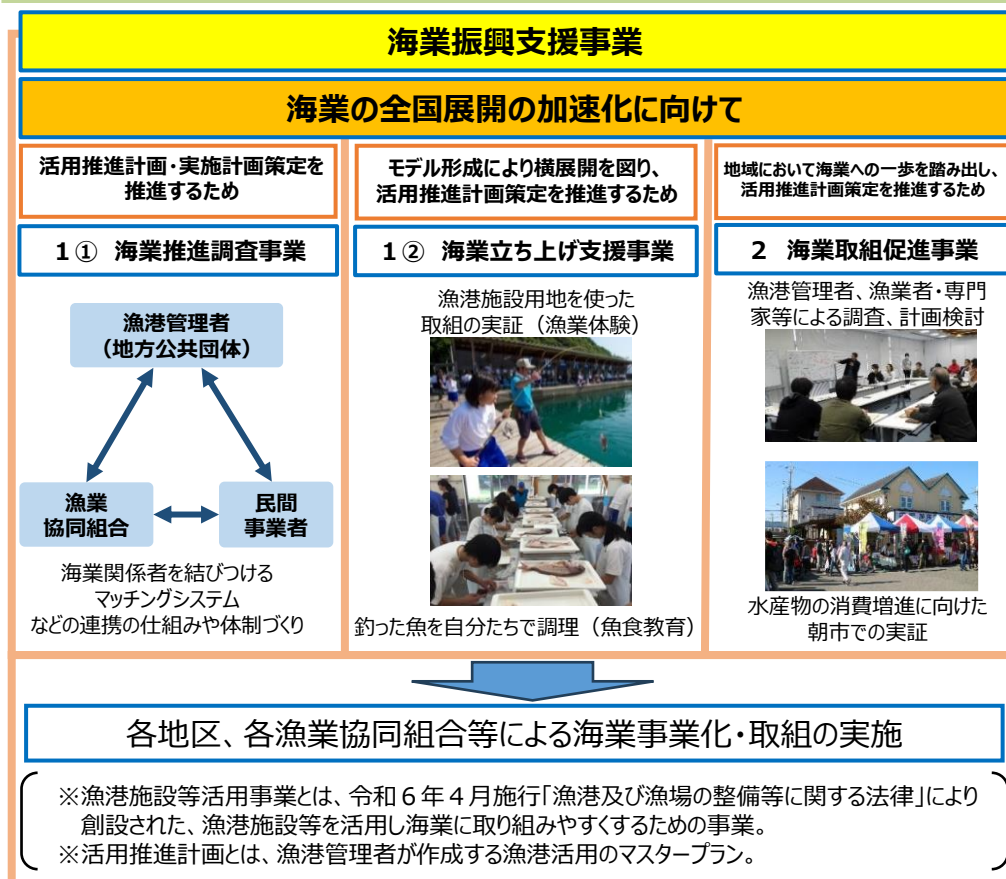 海業振興支援事業
海業の全国展開の加速化に向けて
活用推進計画・実施計画策定を
推進するため
1① 海業推進調査事業
漁港管理者
（地方公共団体）
漁業
協同組合
民間
事業者
海業関係者を結びつける
マッチングシステム
などの連携の仕組みや体制づくり
モデル形成により横展開を図り、
活用推進計画策定を推進するため
1② 海業立ち上げ支援事業
漁港施設用地を使った
取組の実証（漁業体験）
釣った魚を自分たちで調理（魚食教育）
地域において海業への一歩を踏み出し、
活用推進計画策定を推進するため
2 海業取組促進事業
漁港管理者、漁業者・専門
家等による調査、計画検討
水産物の消費増進に向けた
朝市での実証
各地区、各漁業協同組合等による海業事業化・取組の実施
※漁港施設等活用事業とは、令和６年４月施行「漁港及び漁場の整備等に関する法律」により
創設された、漁港施設等を活用し海業に取り組みやすくするための事業。
※活用推進計画とは、漁港管理者が作成する漁港活用のマスタープラン。